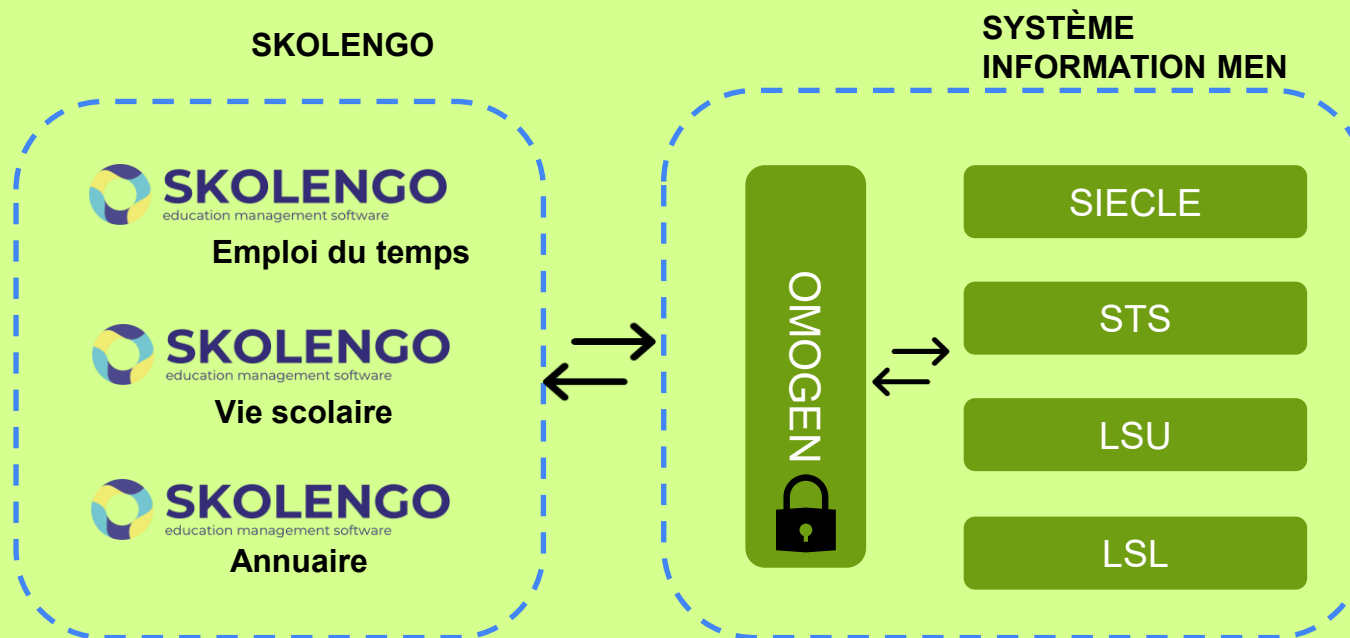 SKOLENGO
SYSTÈME
INFORMATION MEN
SKOLENGO
education management software
Emploi du temps
SKOLENGO
education management software
Vie scolaire
SKOLENGO
education management software
Annuaire
OMOGEN
SIECLE
STS
LSU
LSL